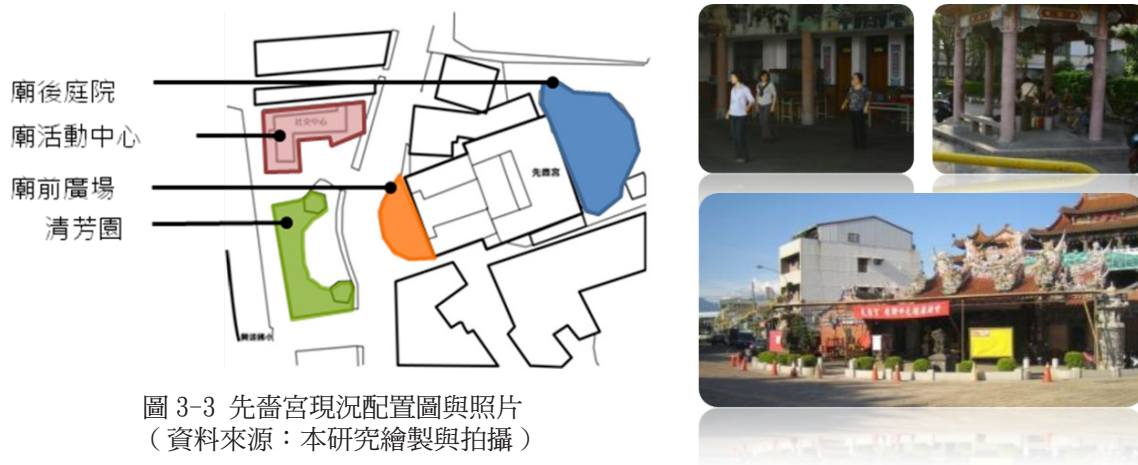 廟後庭院
廟活動中心
廟前廣場
清芳園
社交中心
先嗇宮
圖 3-3 先嗇宮現況配置圖與照片
（資料來源：本研究繪製與拍攝）